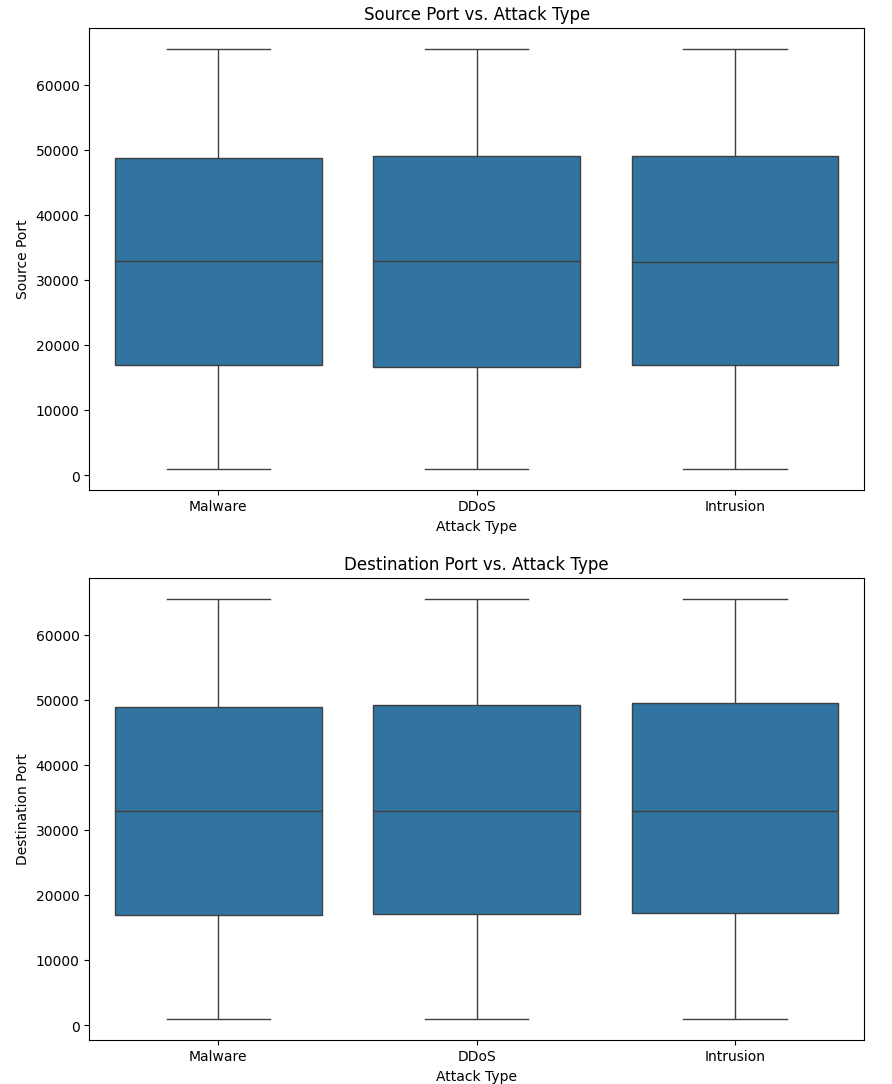 Source Port vs. Attack Type
60000
50000
40000
30000
20000
10000
0
Source Port
Malware DDoS Intrusion
Attack Type
Destination Port vs. Attack Type
60000
50000
40000
30000
20000
10000
0
Destination Port
Malware DDoS Intrusion
Attack Type